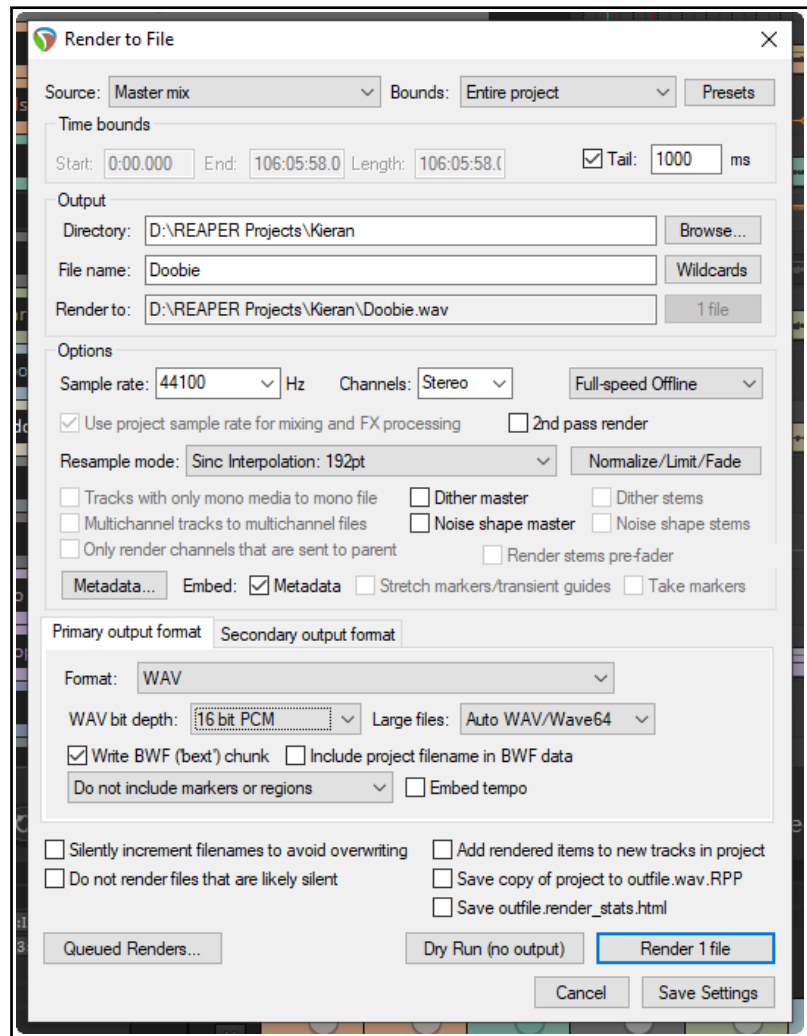 Render to File
Source: Master mix Bounds: Entire project Presets
Time bounds
Start: 0:00.000 End: 106:05:58.0 Length: 106:05:58.( Tail: 1000 ms
Output
Directory: D:\REAPER Projects\Kieran Browse...
File name: Doobie Wildcards
Render to: D:\REAPER Projects\Kieran\Doobie.wav 1 file
Options
Sample rate: 44100 Hz Channels: Stereo Full-speed Offline
Use project sample rate for mixing and FX processing 2nd pass render
Resample mode: Sinc Interpolation: 192pt Normalize/Limit/Fade
Tracks with only mono media to mono file Dither master Dither stems
Multichannel tracks to multichannel files Noise shape master Noise shape stems
Only render channels that are sent to parent Render stems pre-fader
Metadata... Embed: Metadata Stretch markers/transient guides Take markers
Primary output format Secondary output format
Format: WAV
WAV bit depth: 16 bit PCM Large files: Auto WAV/Wave64
Write BWF ('bext') chunk Include project filename in BWF data
Do not include markers or regions Embed tempo
Silently increment filenames to avoid overwriting Add rendered items to new tracks in project
Do not render files that are likely silent Save copy of project to outfile.wav.RPP
Save outfile.render_stats.html
Queued Renders... Dry Run (no output) Render 1 file
Cancel Save Settings